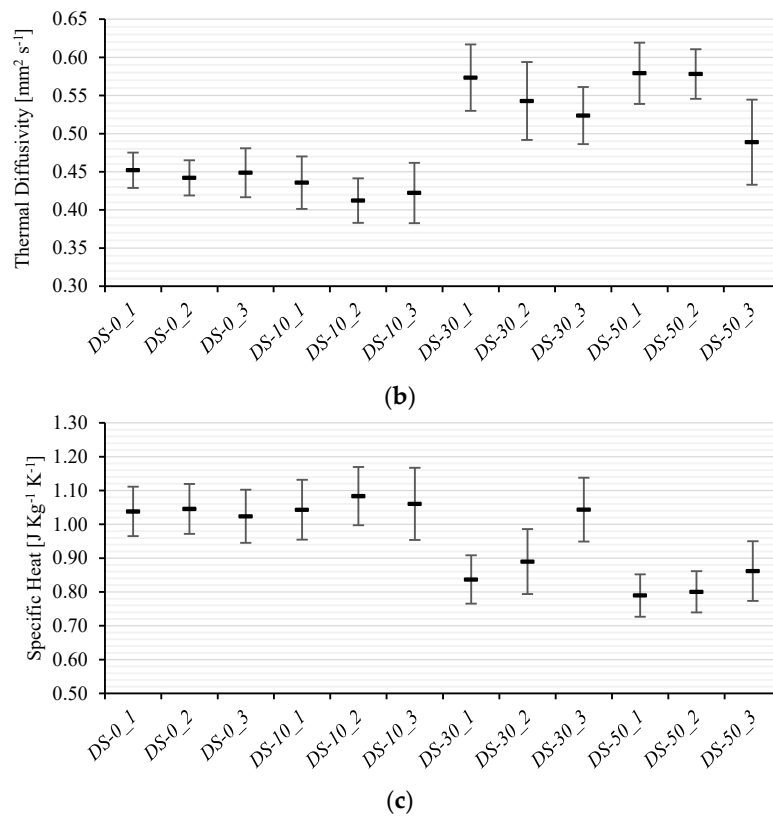 Thermal Diffusivity [mm² s⁻¹]
0.65
0.60
0.55
0.50
0.45
0.40
0.35
0.30
DS-0_1
DS-0_2
DS-0_3
DS-10_1
DS-10_2
DS-10_3
DS-30_1
DS-30_2
DS-30_3
DS-50_1
DS-50_2
DS-50_3
(b)
Specific Heat [J Kg⁻¹ K⁻¹]
1.30
1.20
1.10
1.00
0.90
0.80
0.70
0.60
0.50
DS-0_1
DS-0_2
DS-0_3
DS-10_1
DS-10_2
DS-10_3
DS-30_1
DS-30_2
DS-30_3
DS-50_1
DS-50_2
DS-50_3
(c)